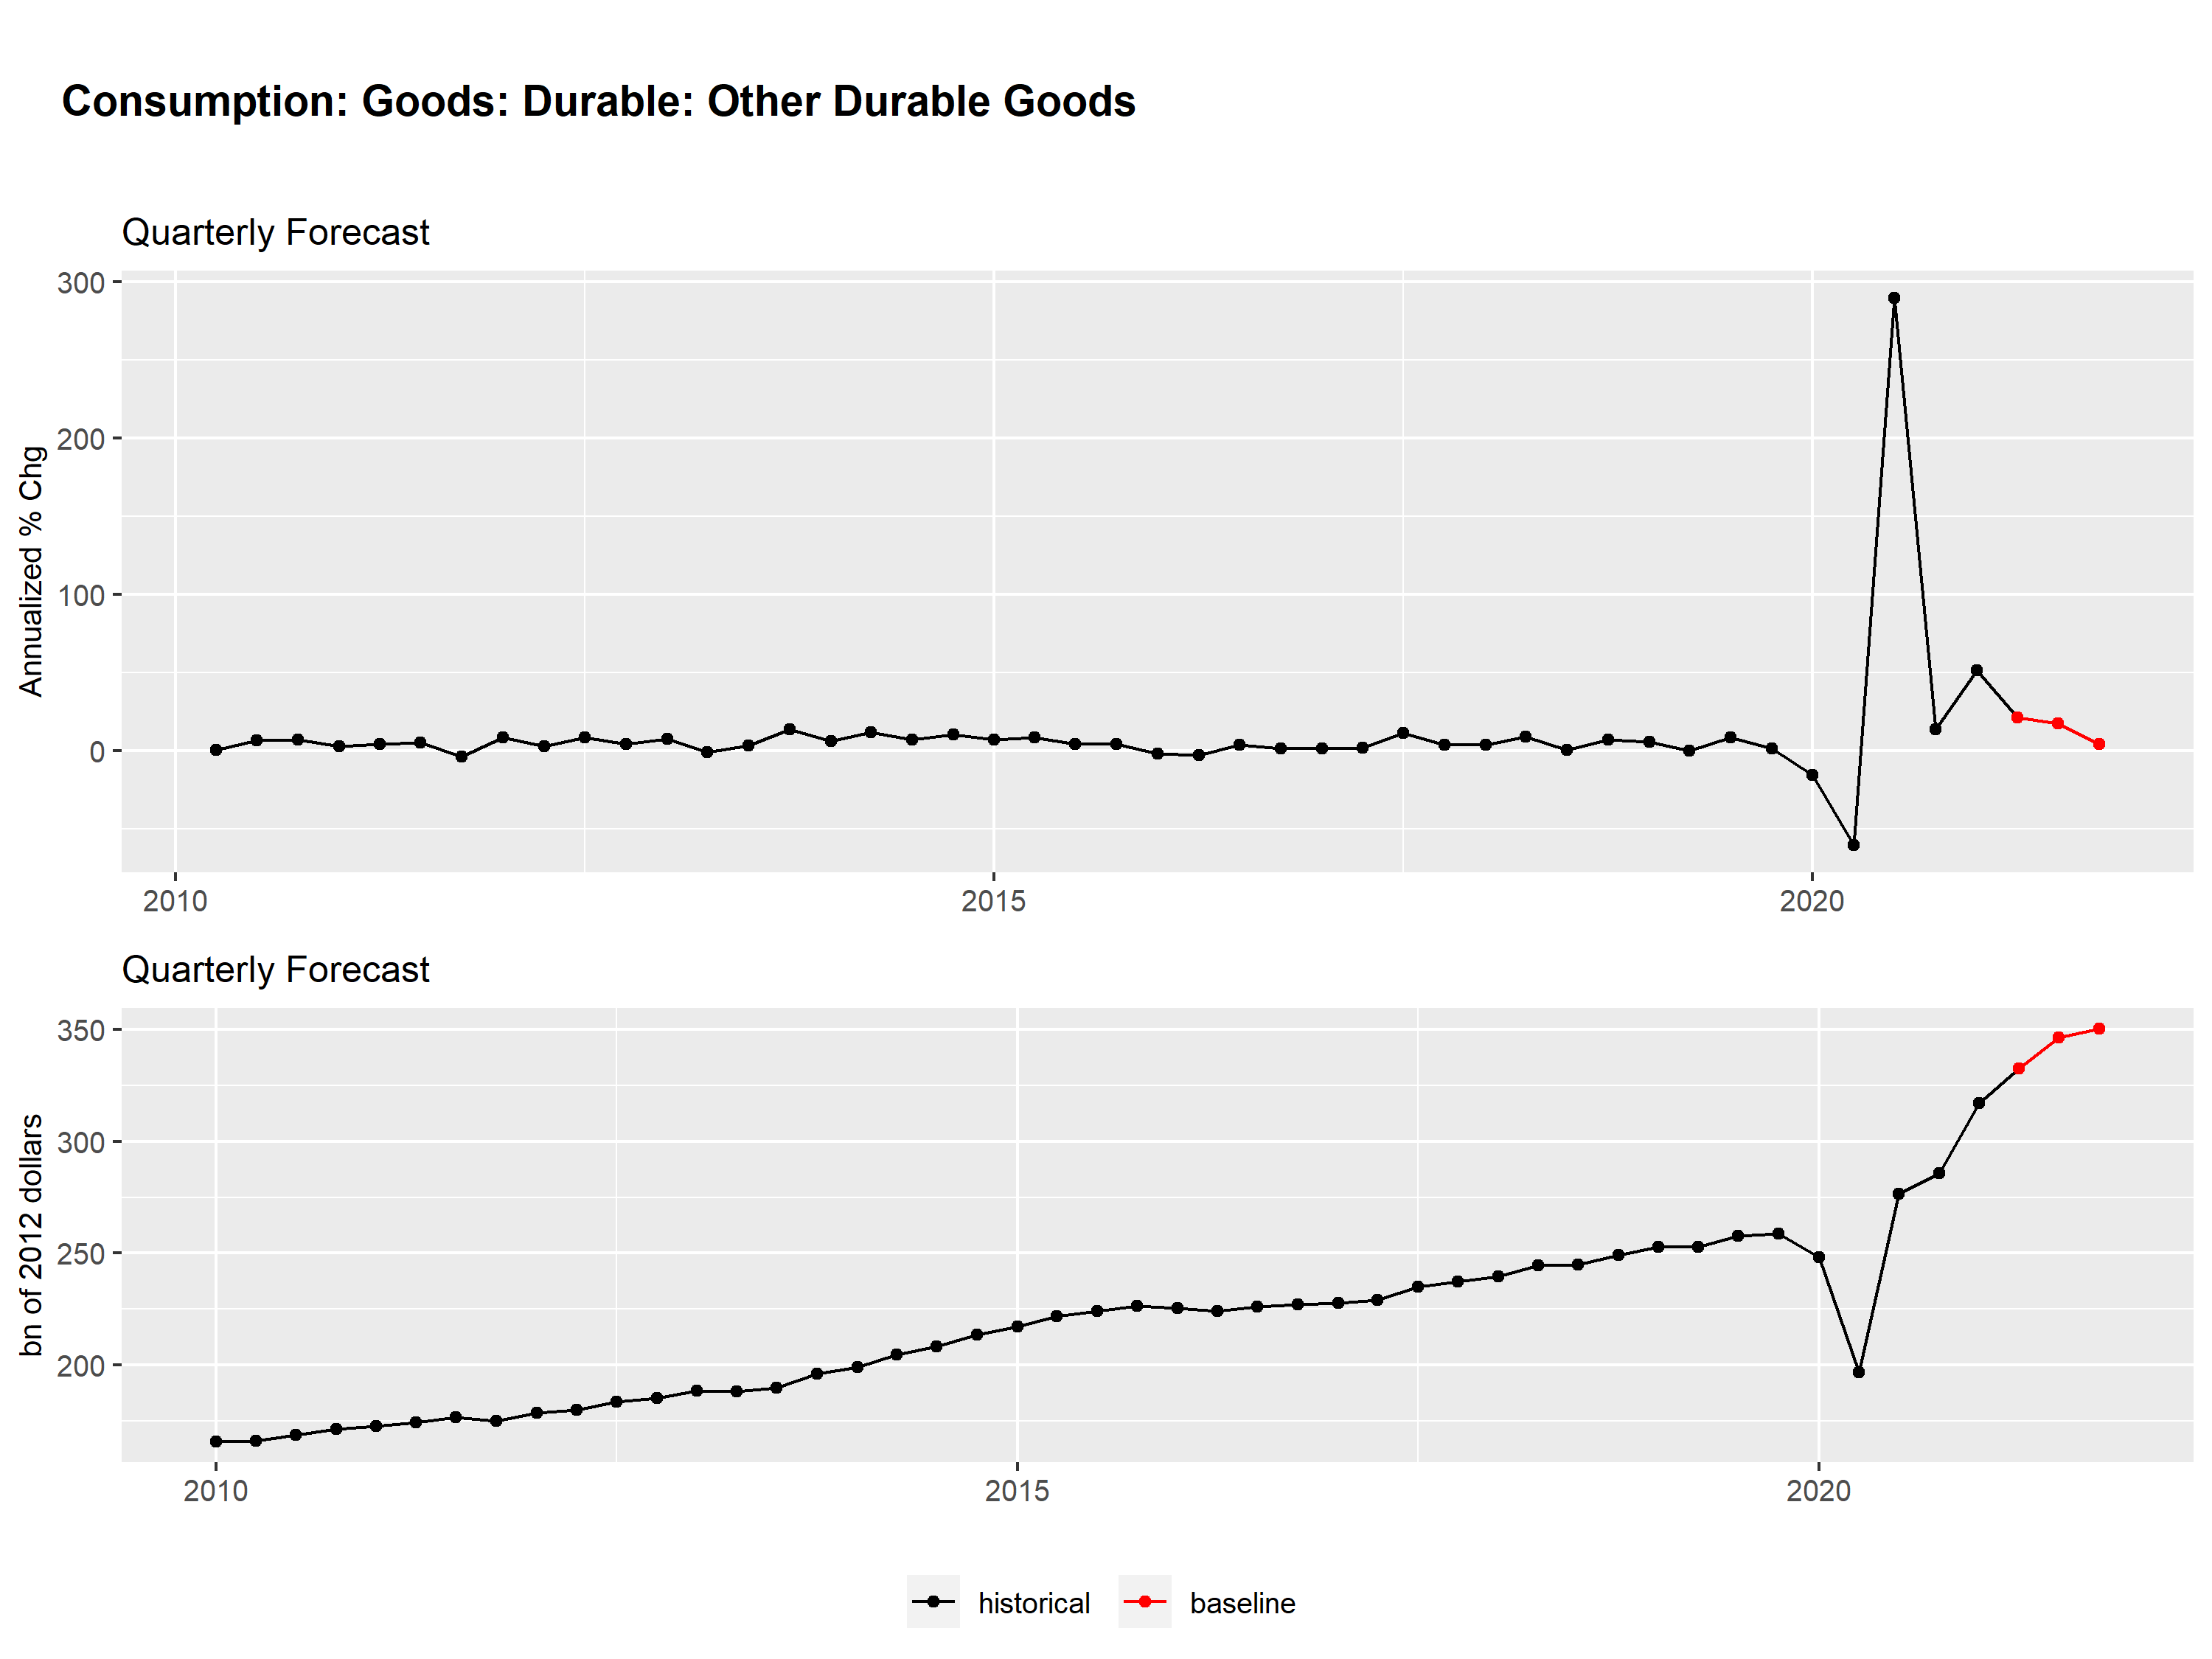 Consumption: Goods: Durable: Other Durable Goods
Quarterly Forecast
Annualized % Chg
300
200
100
0
2010 2015 2020
Quarterly Forecast
bn of 2012 dollars
350
300
250
200
2010 2015 2020
historical baseline